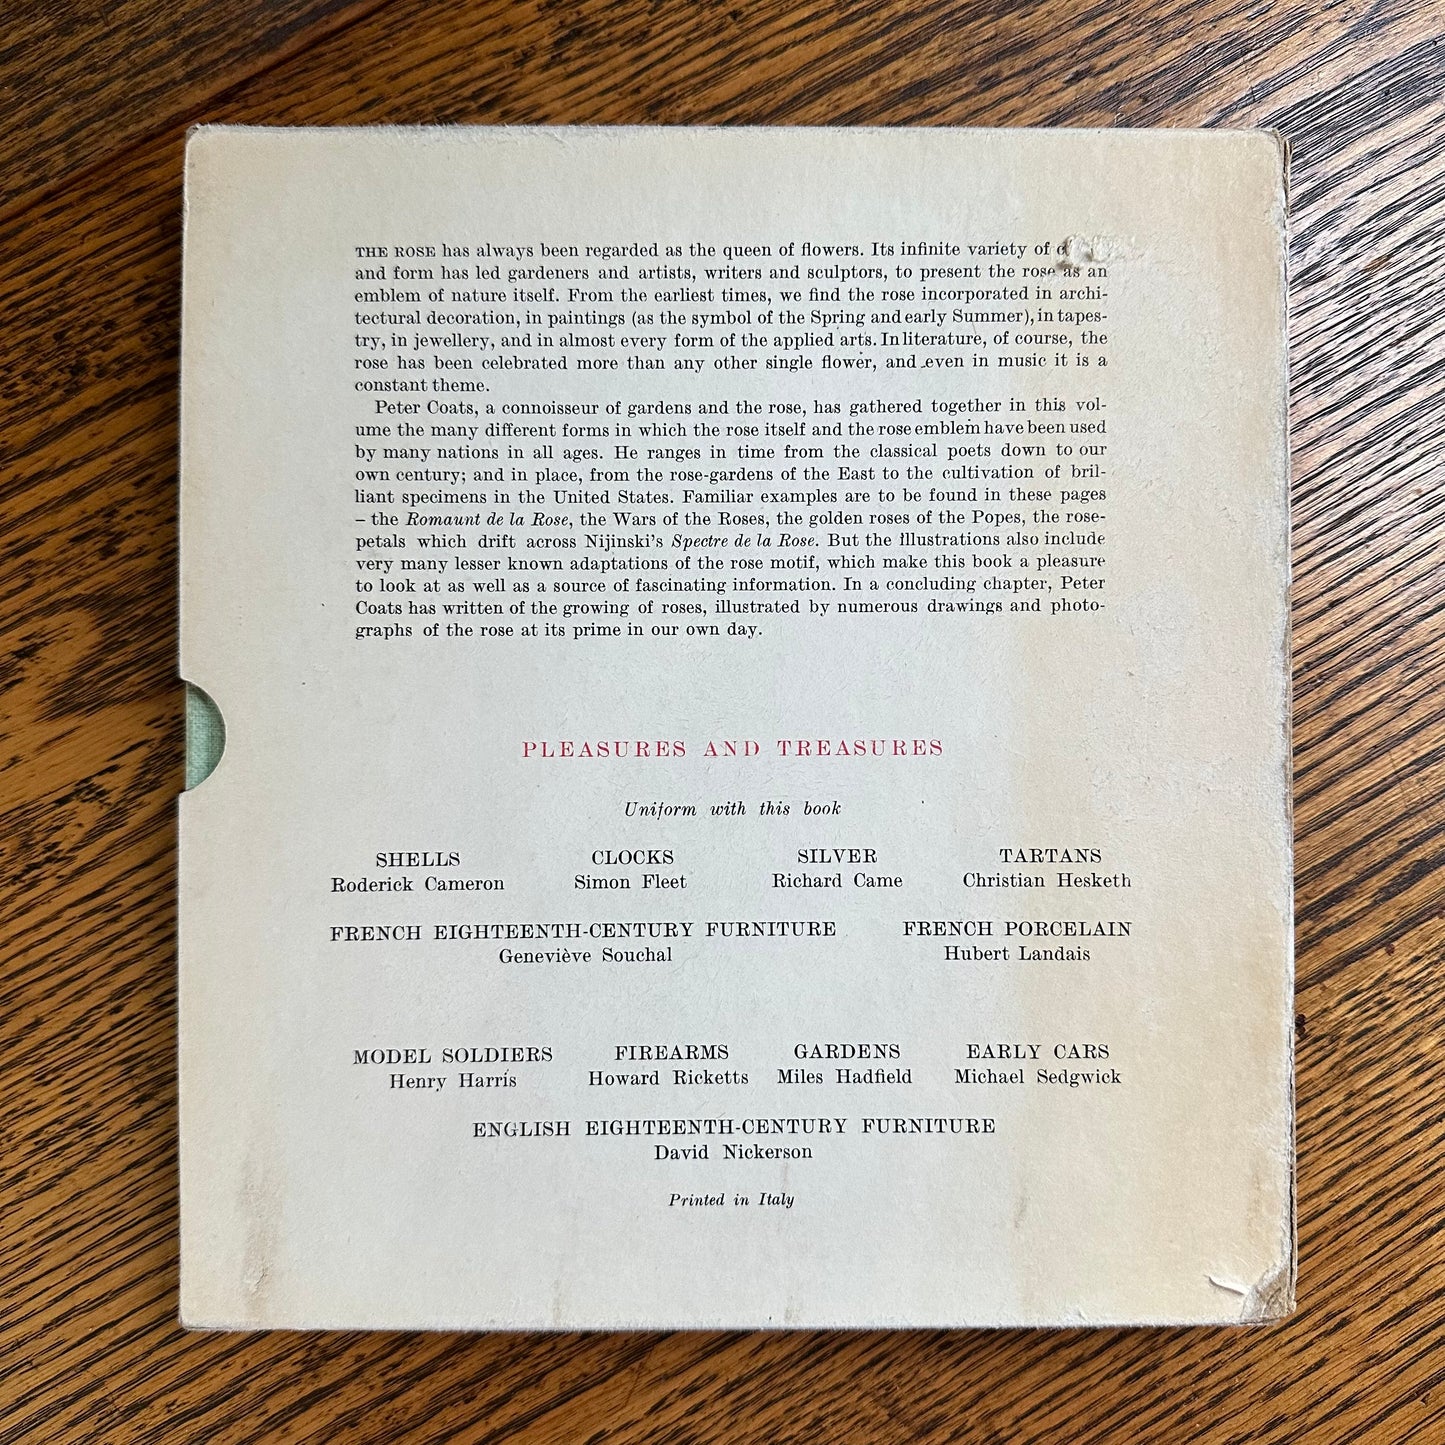 THE ROSE has always been regarded as the queen of flowers. Its infinite variety of
and form has led gardeners and artists, writers and sculptors, to present the rose as an
emblem of nature itself. From the earliest times, we find the rose incorporated in archi-
tectural decoration, in paintings (as the symbol of the Spring and early Summer), in tapes-
try, in jewellery, and in almost every form of the applied arts. In literature, of course, the
rose has been celebrated more than any other single flower, and even in music it is a
constant theme.
Peter Coats, a connoisseur of gardens and the rose, has gathered together in this vol-
ume the many different forms in which the rose itself and the rose emblem have been used
by many nations in all ages. He ranges in time from the classical poets down to our
own century; and in place, from the rose-gardens of the East to the cultivation of bril-
liant specimens in the United States. Familiar examples are to be found in these pages
– the Romaunt de la Rose, the Wars of the Roses, the golden roses of the Popes, the rose-
petals which drift across Nijinski's Spectre de la Rose. But the illustrations also include
very many lesser known adaptations of the rose motif, which make this book a pleasure
to look at as well as a source of fascinating information. In a concluding chapter, Peter
Coats has written of the growing of roses, illustrated by numerous drawings and photo-
graphs of the rose at its prime in our own day.
PLEASURES AND TREASURES
Uniform with this book
SHELLS CLOCKS SILVER TARTANS
Roderick Cameron Simon Fleet Richard Came Christian Hesketh
FRENCH EIGHTEENTH-CENTURY FURNITURE FRENCH PORCELAIN
Geneviève Souchal Hubert Landais
MODEL SOLDIERS FIREARMS GARDENS EARLY CARS
Henry Harris Howard Ricketts Miles Hadfield Michael Sedgwick
ENGLISH EIGHTEENTH-CENTURY FURNITURE
David Nickerson
Printed in Italy